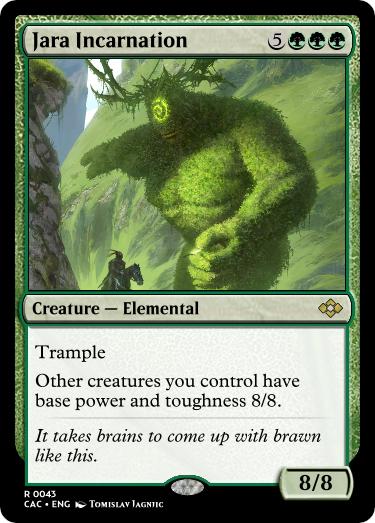 Jara Incarnation 5
Creature — Elemental
Trample
Other creatures you control have
base power and toughness 8/8.
It takes brains to come up with brawn
like this.
8/8
R 0043
CAC • ENG Tomislav Jagnjic